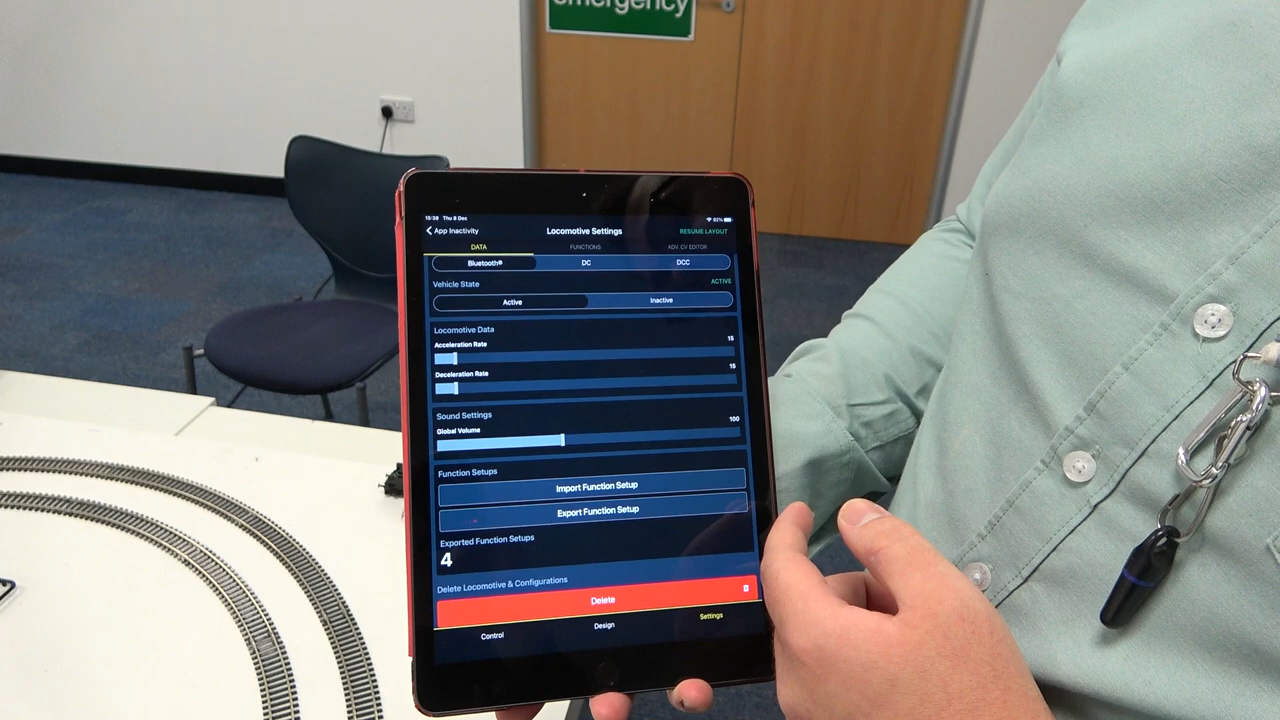 emergency
15:39 Thu 8 Dec
92%
App Inactivity
Locomotive Settings
RESUME LAYOUT
DATA
FUNCTIONS
ADV. CV EDITOR
Bluetooth®
DC
DCC
Vehicle State
ACTIVE
Active
Inactive
Locomotive Data
Acceleration Rate
15
Deceleration Rate
15
Sound Settings
Global Volume
100
Function Setups
Import Function Setup
Export Function Setup
Exported Function Setups
4
Delete Locomotive & Configurations
Delete
Control
Design
Settings